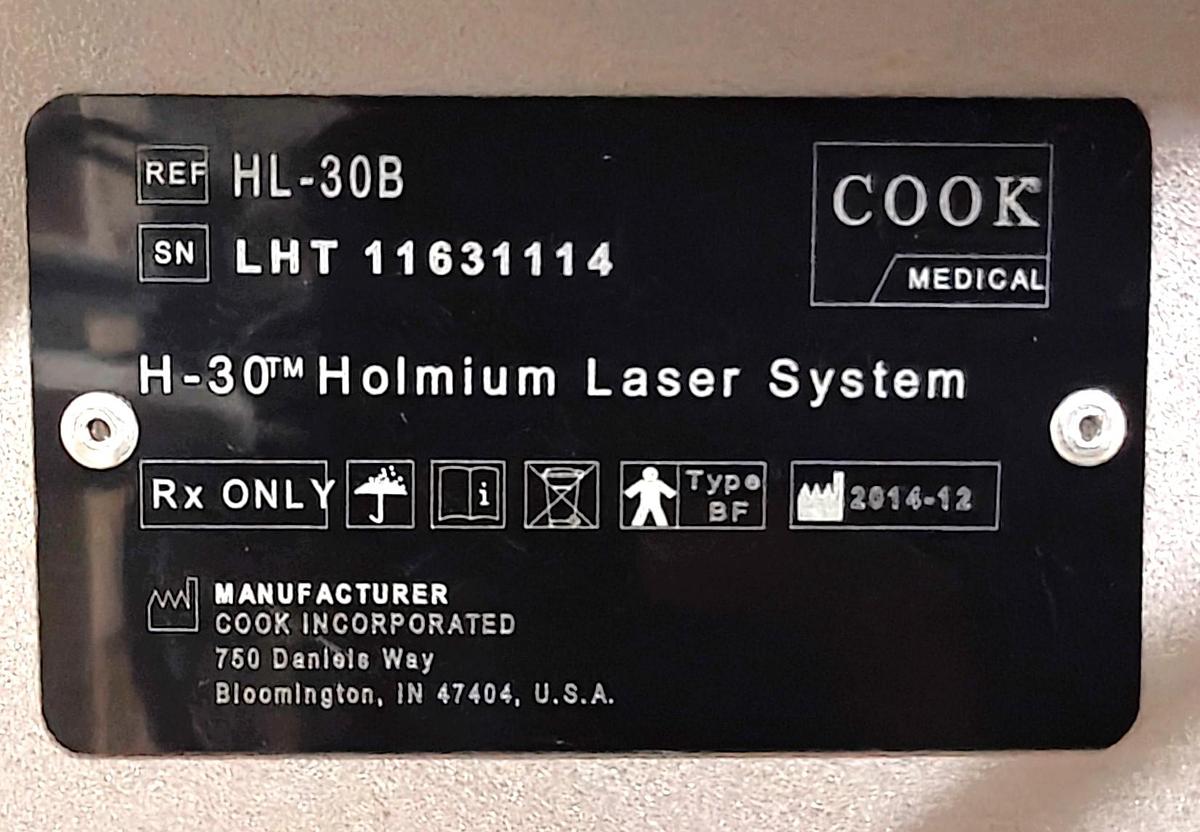 REF HL-30B
COOK
SN LHT 11631114
MEDICAL
H-30™ Holmium Laser System
Rx ONLY i Type BF 2014-12
MANUFACTURER
COOK INCORPORATED
750 Daniels Way
Bloomington, IN 47404, U.S.A.